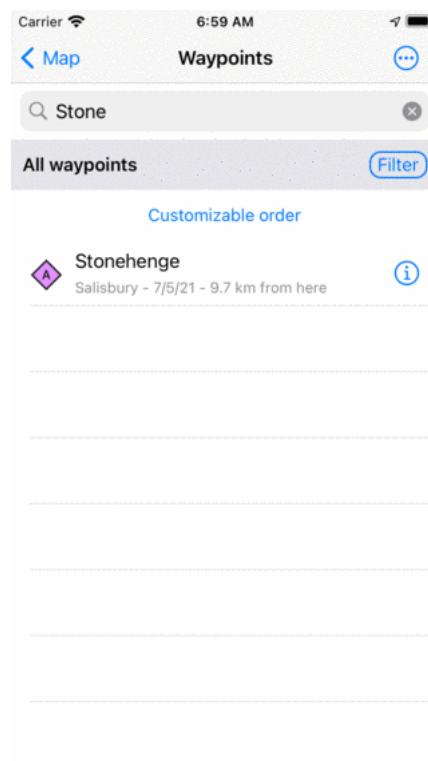 Carrier 6:59 AM
Map Waypoints
Stone
All waypoints Filter
Customizable order
A Stonehenge
Salisbury - 7/5/21 - 9.7 km from here